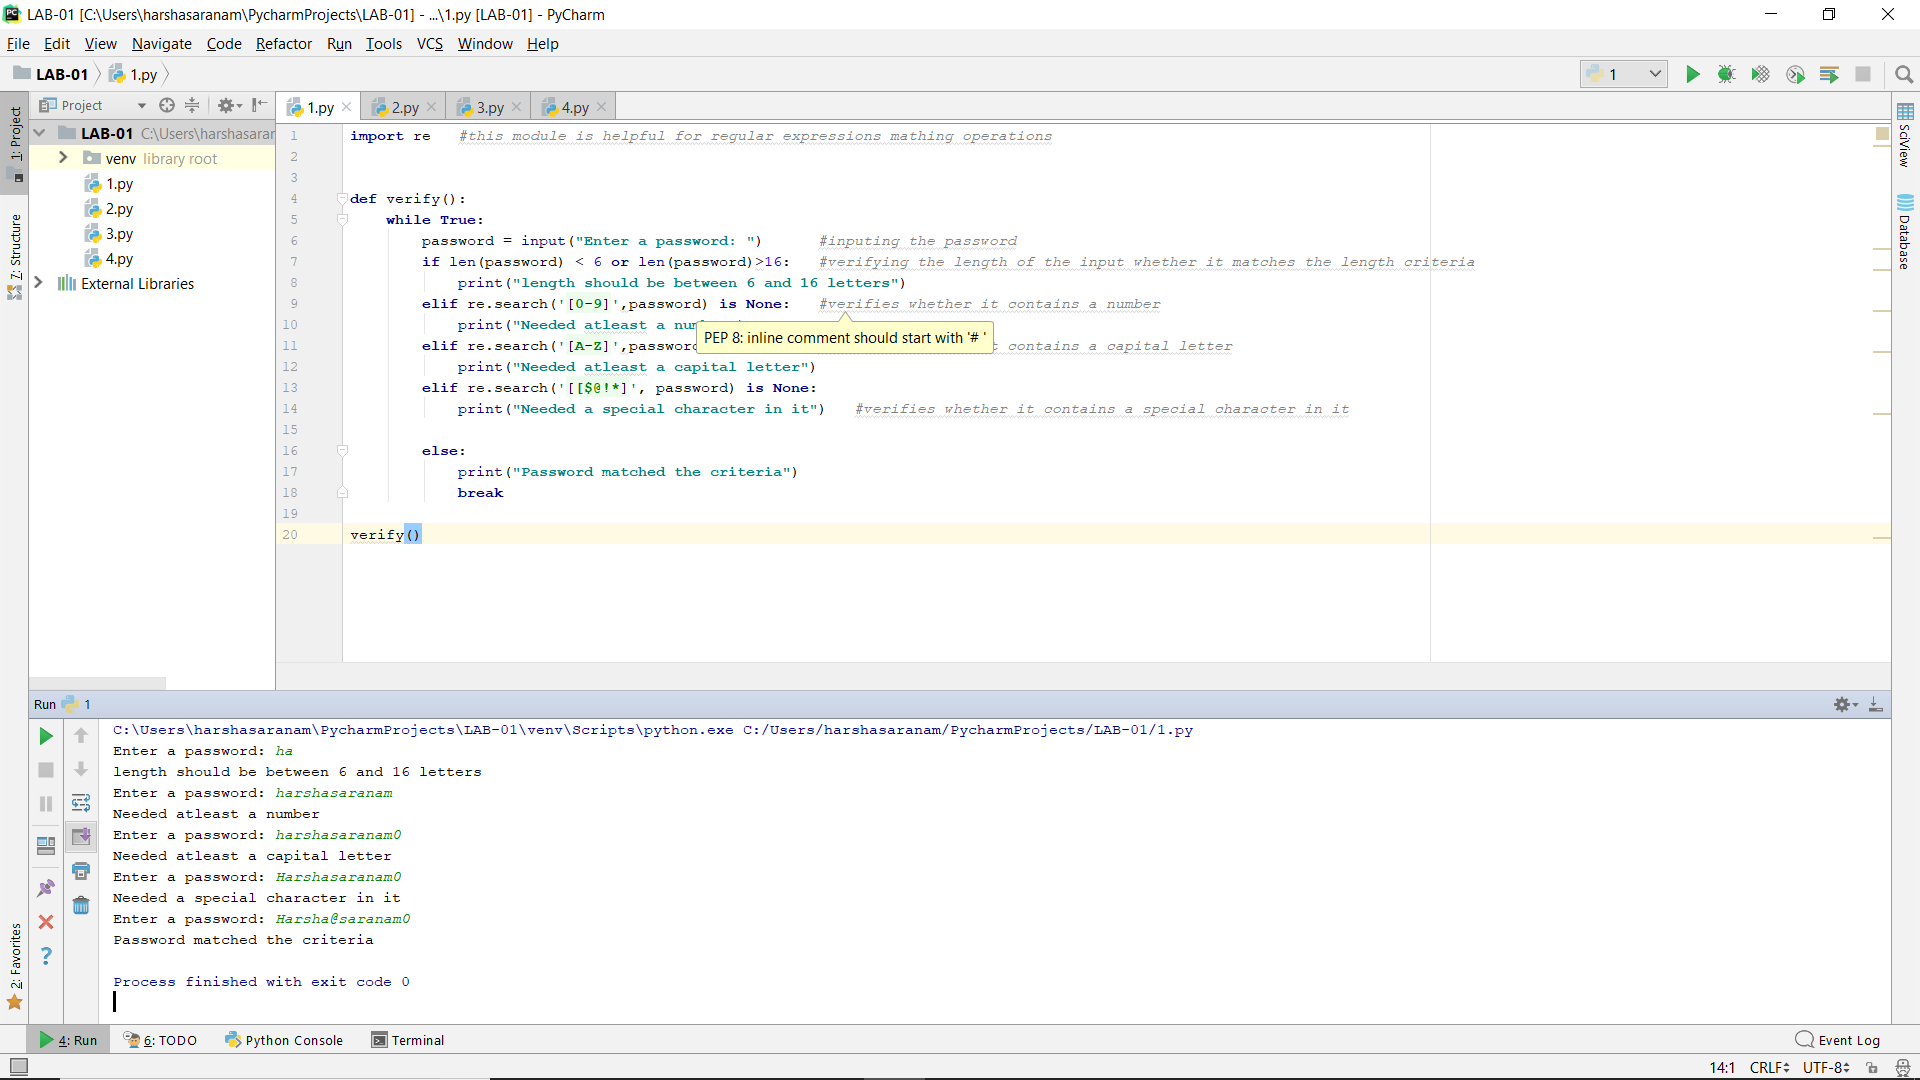 LAB-01 [C:\Users\harshasaranam\PycharmProjects\LAB-01] - ...\1.py [LAB-01] - PyCharm
File Edit View Navigate Code Refactor Run Tools VCS Window Help
LAB-01 1.py 1
Project 1.py 2.py 3.py 4.py
1: Project
7: Structure
2: Favorites
LAB-01 C:\Users\harshasarar
venv library root
1.py
2.py
3.py
4.py
External Libraries
1 import re #this module is helpful for regular expressions mathing operations
2
3
4 def verify():
5 while True:
6 password = input("Enter a password: ") #inputing the password
7 if len(password) < 6 or len(password)>16: #verifying the length of the input whether it matches the length criteria
8 print("length should be between 6 and 16 letters")
9 elif re.search('[0-9]',password) is None: #verifies whether it contains a number
10 print("Needed atleast a nu
PEP 8: inline comment should start with '# '
11 elif re.search('[A-Z]',passwor t contains a capital letter
12 print("Needed atleast a capital letter")
13 elif re.search('[[$@!*]', password) is None:
14 print("Needed a special character in it") #verifies whether it contains a special character in it
15
16 else:
17 print("Password matched the criteria")
18 break
19
20 verify()
SciView
Database
Run 1
C:\Users\harshasaranam\PycharmProjects\LAB-01\venv\Scripts\python.exe C:/Users/harshasaranam/PycharmProjects/LAB-01/1.py
Enter a password: ha
length should be between 6 and 16 letters
Enter a password: harshasaranam
Needed atleast a number
Enter a password: harshasaranam0
Needed atleast a capital letter
Enter a password: Harshasaranam0
Needed a special character in it
Enter a password: Harsha@saranam0
Password matched the criteria
Process finished with exit code 0
4: Run 6: TODO Python Console Terminal Event Log
14:1 CRLF UTF-8